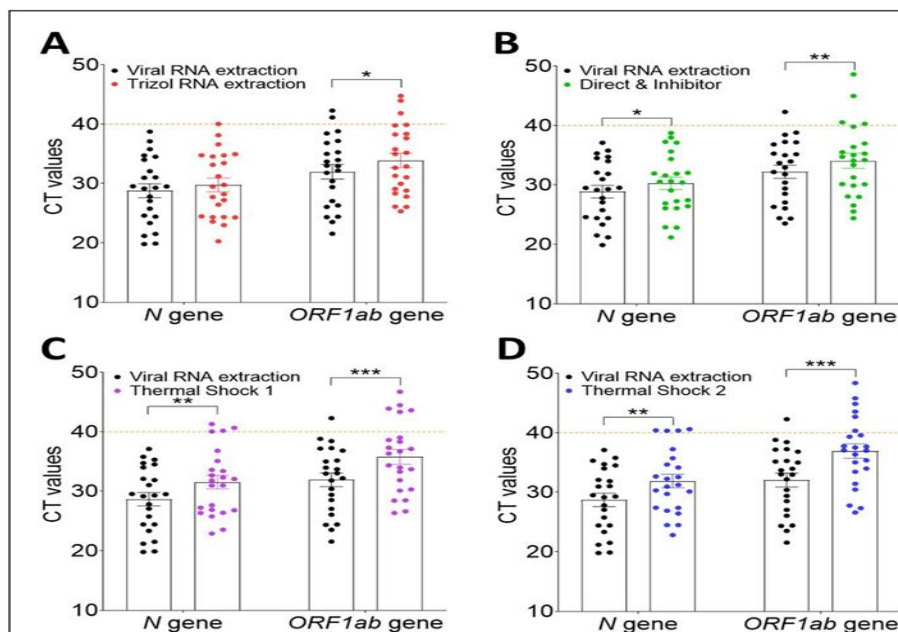 A
50
40
30
20
10
CT values
Viral RNA extraction
Trizol RNA extraction
*
N gene
ORF1ab gene
B
50
40
30
20
10
CT values
Viral RNA extraction
Direct & Inhibitor
*
**
N gene
ORF1ab gene
C
50
40
30
20
10
CT values
Viral RNA extraction
Thermal Shock 1
**
***
N gene
ORF1ab gene
D
50
40
30
20
10
CT values
Viral RNA extraction
Thermal Shock 2
**
***
N gene
ORF1ab gene